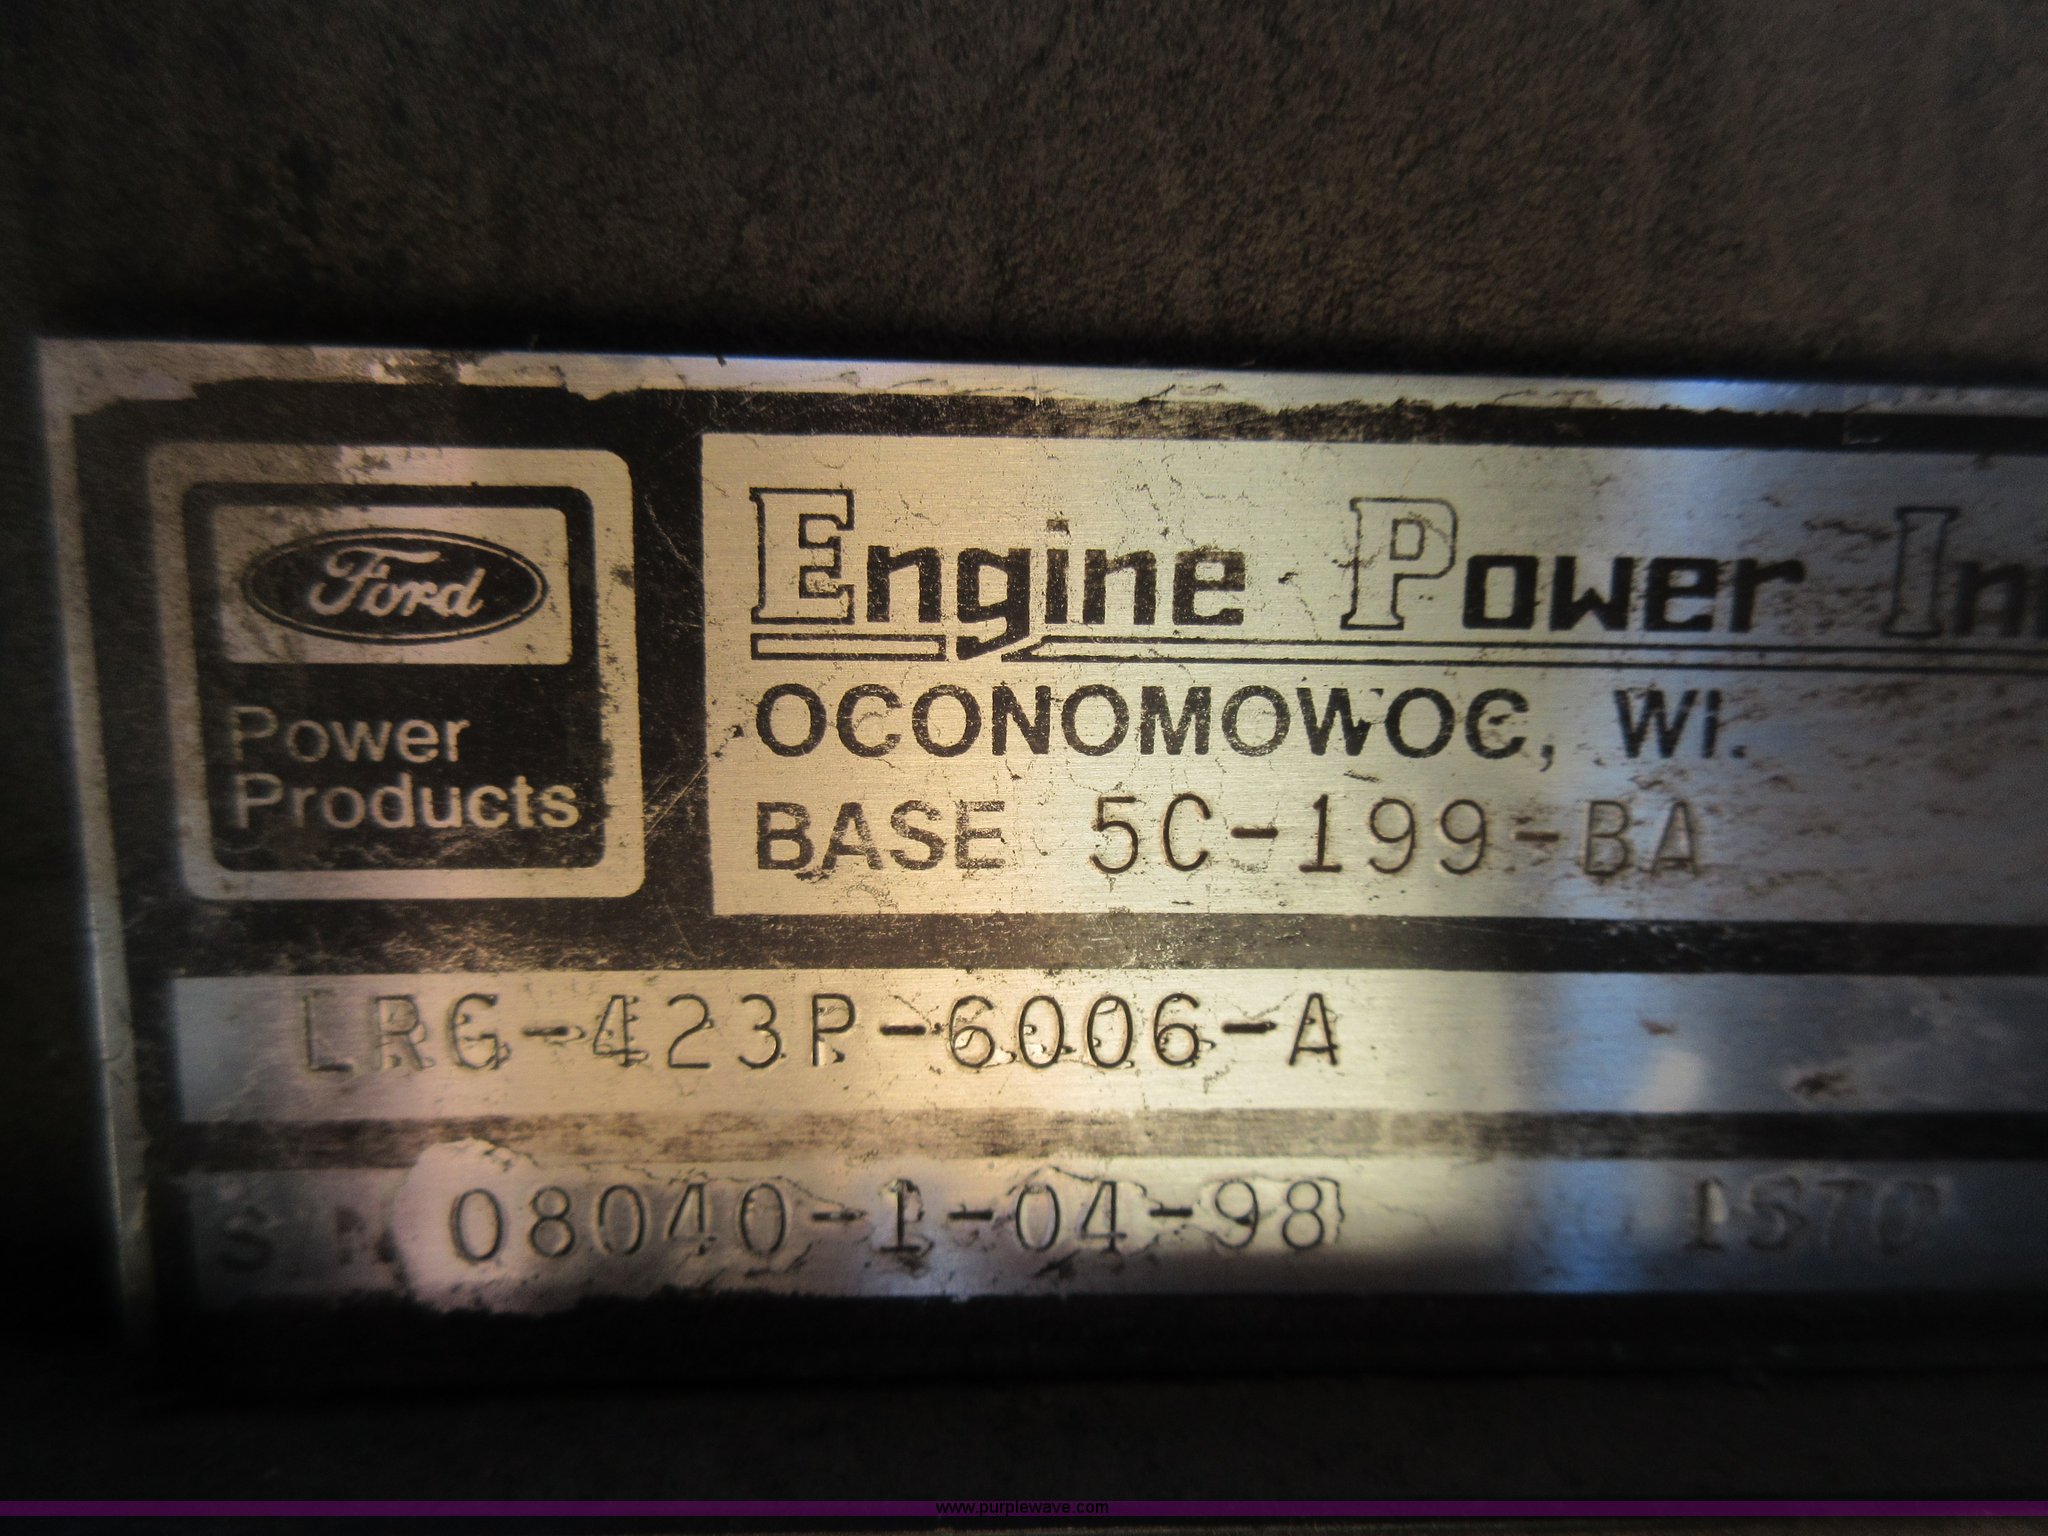 Ford
Power
Products
Engine Power
OCONOMOWOC, WI.
BASE 5C-199-BA
LRG-423P-6006-A
08040-1-04-98
www.purplewave.com